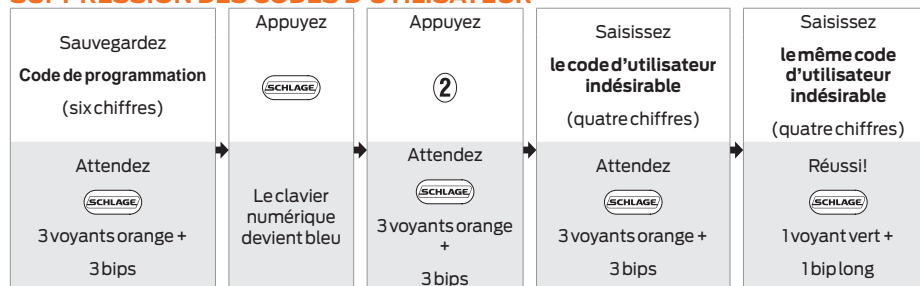 SUPPRESSION DES CODES D'UTILISATEUR
Sauvegardez
Code de programmation
(six chiffres)
Attendez
SCHLAGE
3 voyants orange +
3 bips
Appuyez
SCHLAGE
Le clavier
numérique
devient bleu
Appuyez
2
Attendez
SCHLAGE
3 voyants orange
+
3 bips
Saisissez
le code d'utilisateur
indésirable
(quatre chiffres)
Attendez
SCHLAGE
3 voyants orange +
3 bips
Saisissez
le même code
d'utilisateur
indésirable
(quatre chiffres)
Réussi!
SCHLAGE
1 voyant vert +
1 bip long